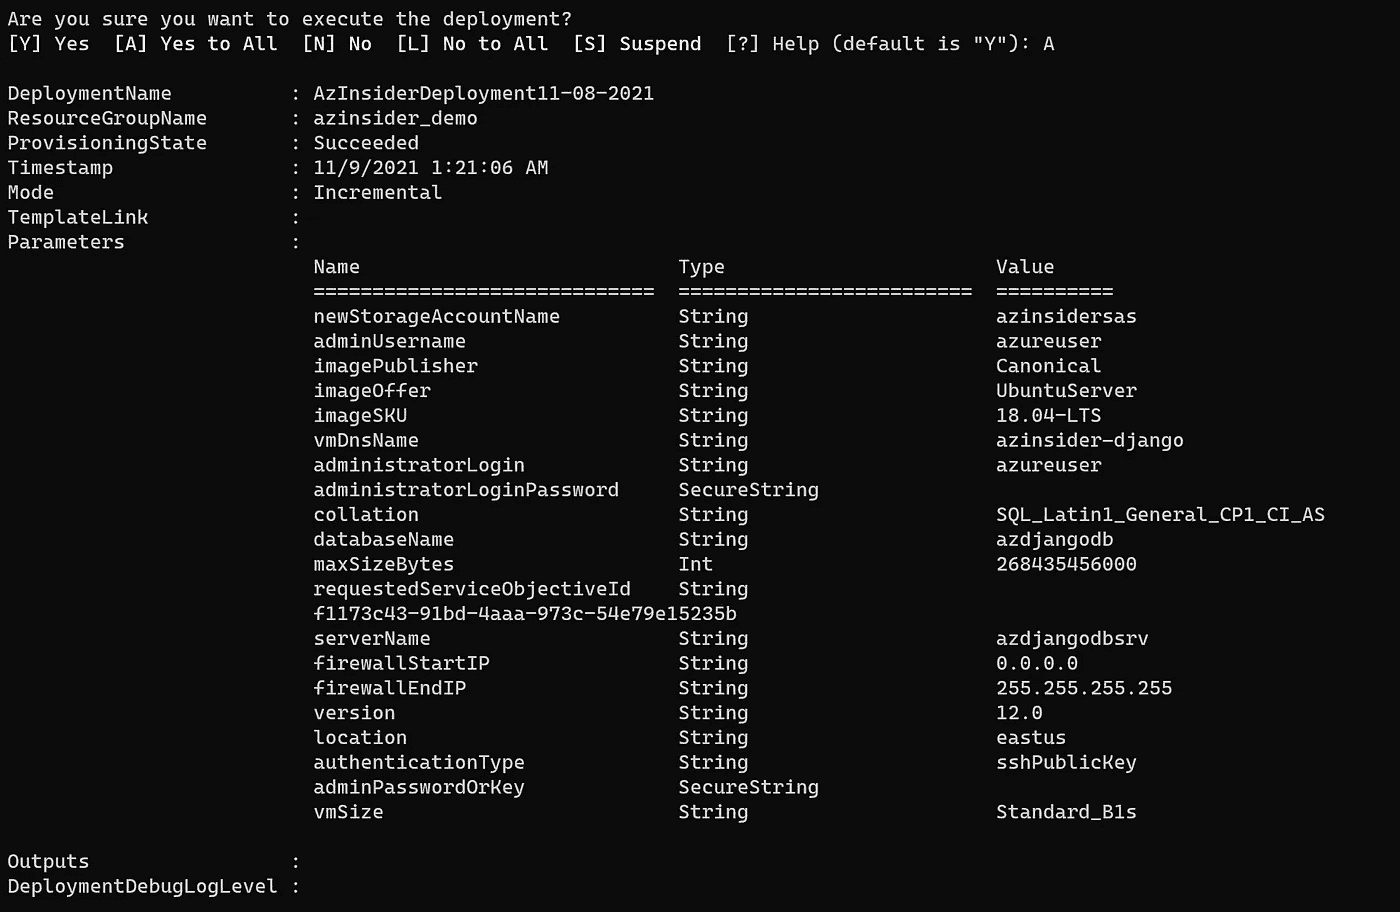 Are you sure you want to execute the deployment?
[Y] Yes  [A] Yes to All  [N] No  [L] No to All  [S] Suspend  [?] Help (default is "Y"): A
DeploymentName          : AzInsiderDeployment11-08-2021
ResourceGroupName       : azinsider_demo
ProvisioningState       : Succeeded
Timestamp               : 11/9/2021 1:21:06 AM
Mode                    : Incremental
TemplateLink            :
Parameters              :
                          Name                           Type                       Value
                          =============================  =========================  ==========
                          newStorageAccountName          String                     azinsidersas
                          adminUsername                  String                     azureuser
                          imagePublisher                 String                     Canonical
                          imageOffer                     String                     UbuntuServer
                          imageSKU                       String                     18.04-LTS
                          vmDnsName                      String                     azinsider-django
                          administratorLogin             String                     azureuser
                          administratorLoginPassword     SecureString
                          collation                      String                     SQL_Latin1_General_CP1_CI_AS
                          databaseName                   String                     azdjangodb
                          maxSizeBytes                   Int                        268435456000
                          requestedServiceObjectiveId    String
                          f1173c43-91bd-4aaa-973c-54e79e15235b
                          serverName                     String                     azdjangodbsrv
                          firewallStartIP                String                     0.0.0.0
                          firewallEndIP                  String                     255.255.255.255
                          version                        String                     12.0
                          location                       String                     eastus
                          authenticationType             String                     sshPublicKey
                          adminPasswordOrKey             SecureString
                          vmSize                         String                     Standard_B1s
Outputs                 :
DeploymentDebugLogLevel :